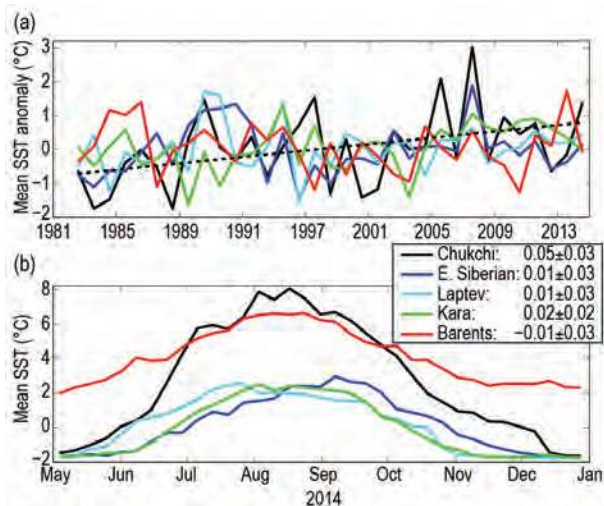 (a)
Mean SST anomaly (°C)
3
2
1
0
−1
−2
1981 1985 1989 1991 1997 2001 2005 2009 2013
(b)
Mean SST (°C)
8
6
4
2
0
−2
Chukchi: 0.05±0.03
E. Siberian: 0.01±0.03
Laptev: 0.01±0.03
Kara: 0.02±0.02
Barents: −0.01±0.03
May Jun Jul Aug Sep Oct Nov Dec Jan
2014